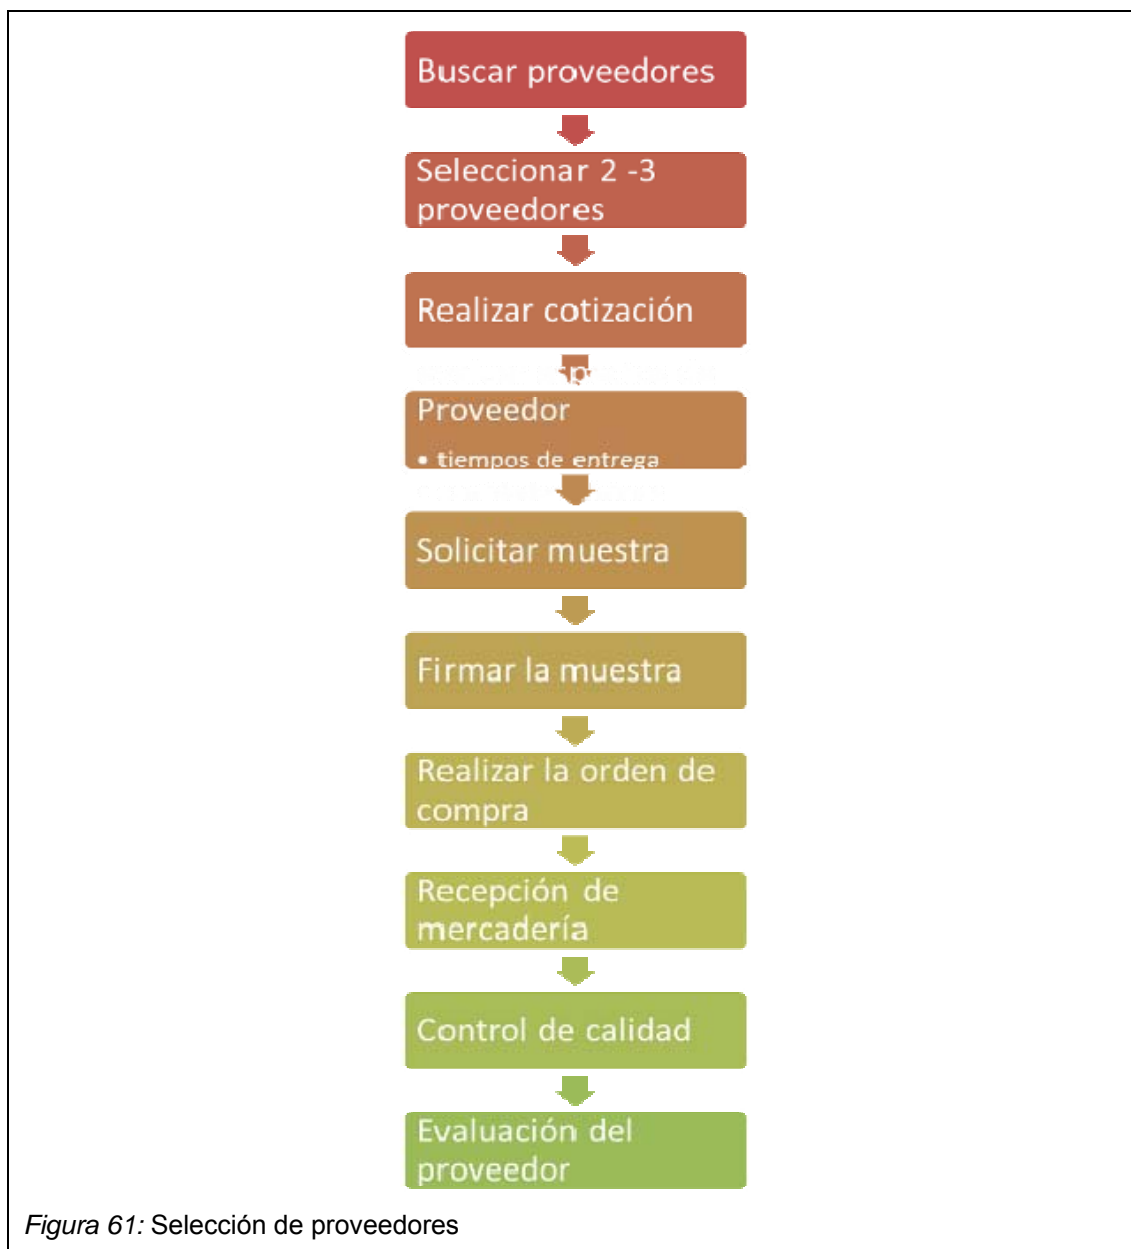 Buscar proveedores
Seleccionar 2 -3
proveedores
Realizar cotización
Proveedor
• tiempos de entrega
Solicitar muestra
Firmar la muestra
Realizar la orden de
compra
Recepción de
mercadería
Control de calidad
Evaluación del
proveedor
Figura 61: Selección de proveedores